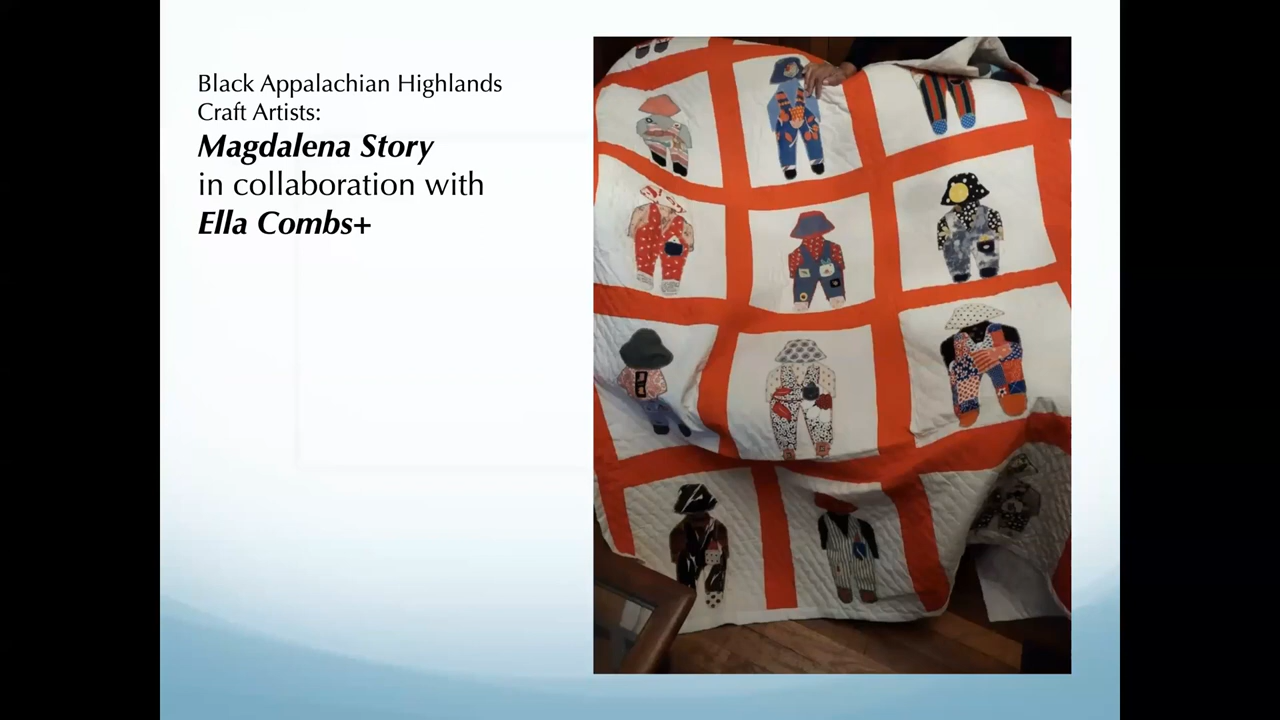 Black Appalachian Highlands
Craft Artists:
Magdalena Story
in collaboration with
Ella Combs+